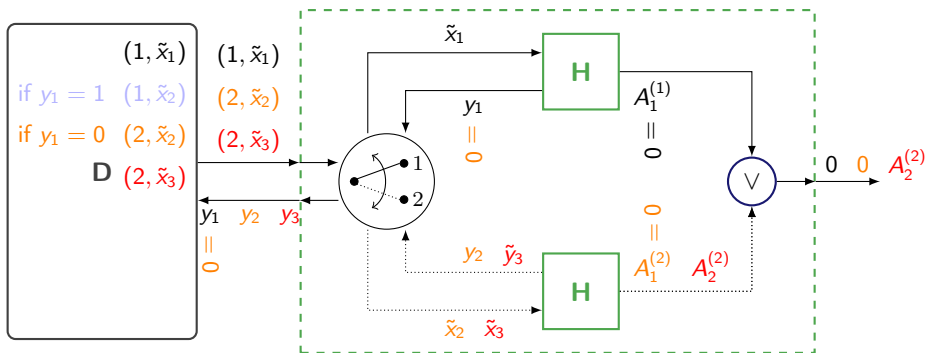 (1, x̃₁) (1, x̃₁)
if y₁ = 1 (1, x̃₂) (2, x̃₂)
if y₁ = 0 (2, x̃₂) (2, x̃₃)
D (2, x̃₃)
y₁ y₂ y₃
= 0
x̃₁
y₁
= 0
1
2
H
A₁⁽¹⁾
= 0
∨
0 0 A₂⁽²⁾
= 0
y₂ ỹ₃
H
A₁⁽²⁾ A₂⁽²⁾
x̃₂ x̃₃